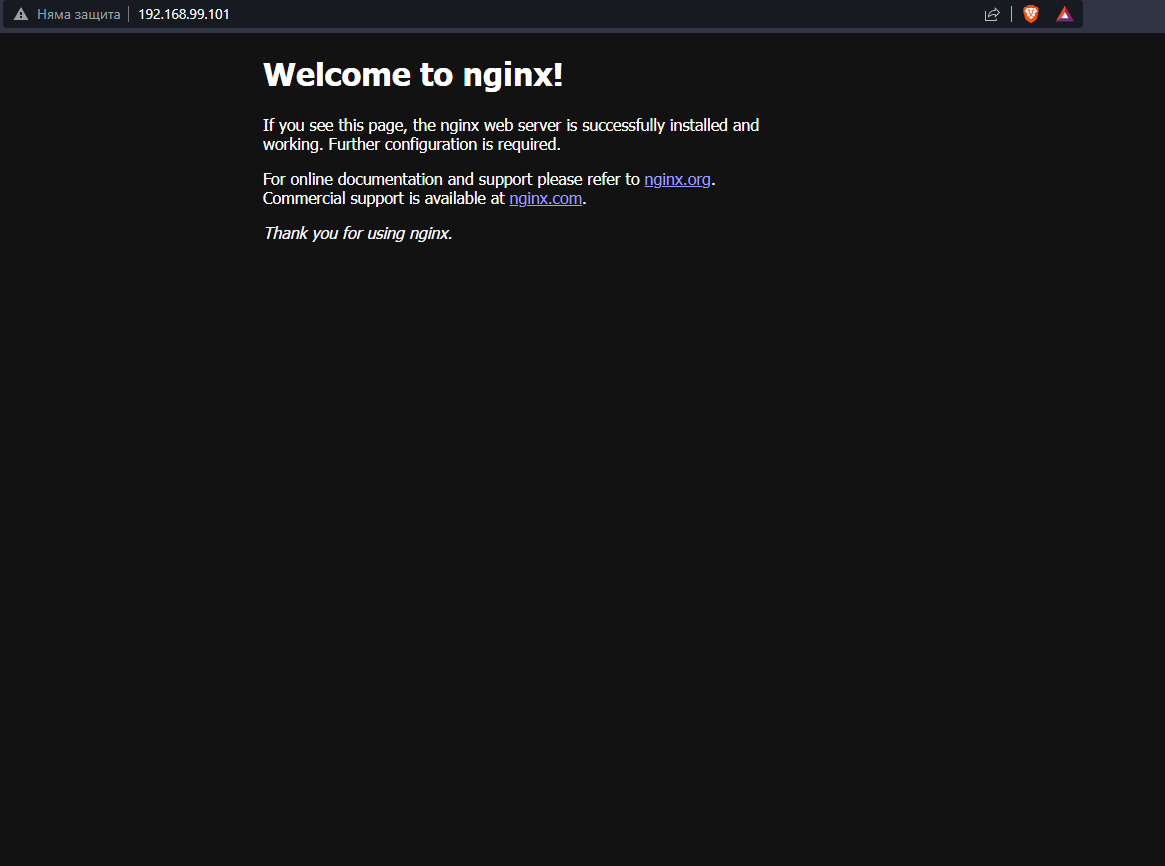 Няма защита 192.168.99.101
Welcome to nginx!
If you see this page, the nginx web server is successfully installed and
working. Further configuration is required.
For online documentation and support please refer to nginx.org.
Commercial support is available at nginx.com.
Thank you for using nginx.